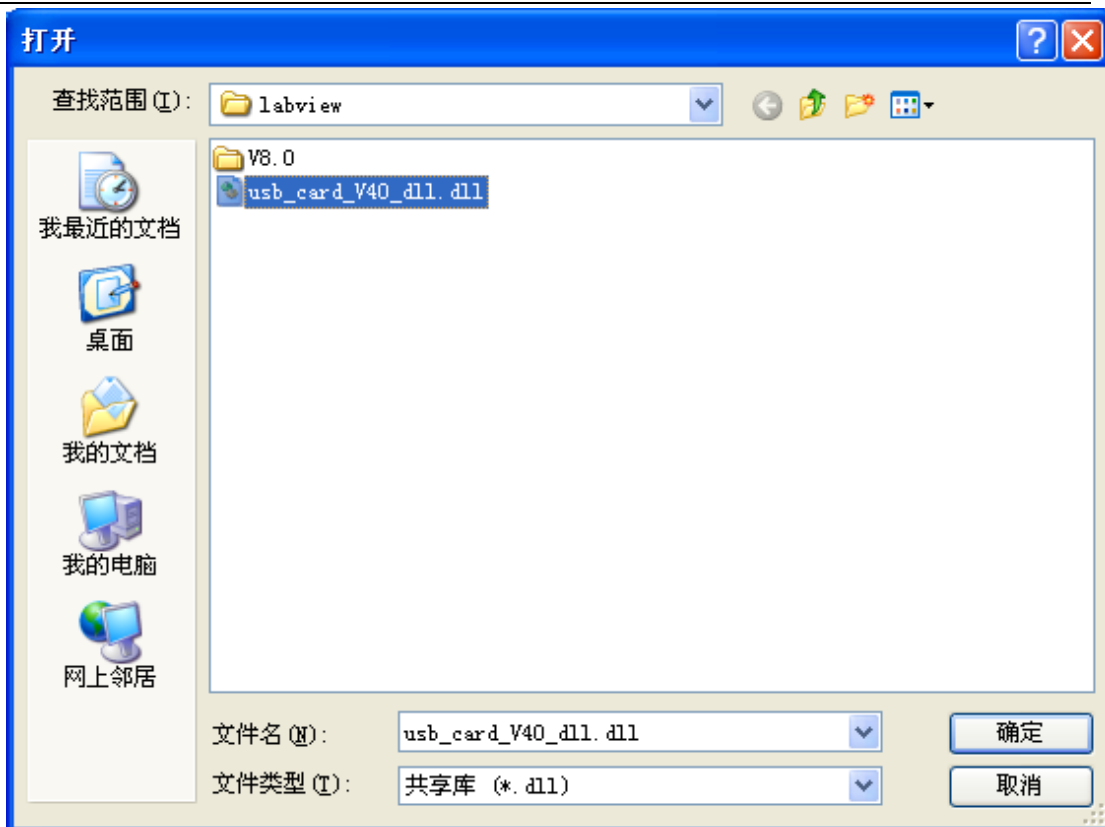 打开
查找范围(I):
labview
V8.0
usb_card_V40_dll.dll
我最近的文档
桌面
我的文档
我的电脑
网上邻居
文件名(N):
usb_card_V40_dll.dll
确定
文件类型(T):
共享库 (*.dll)
取消